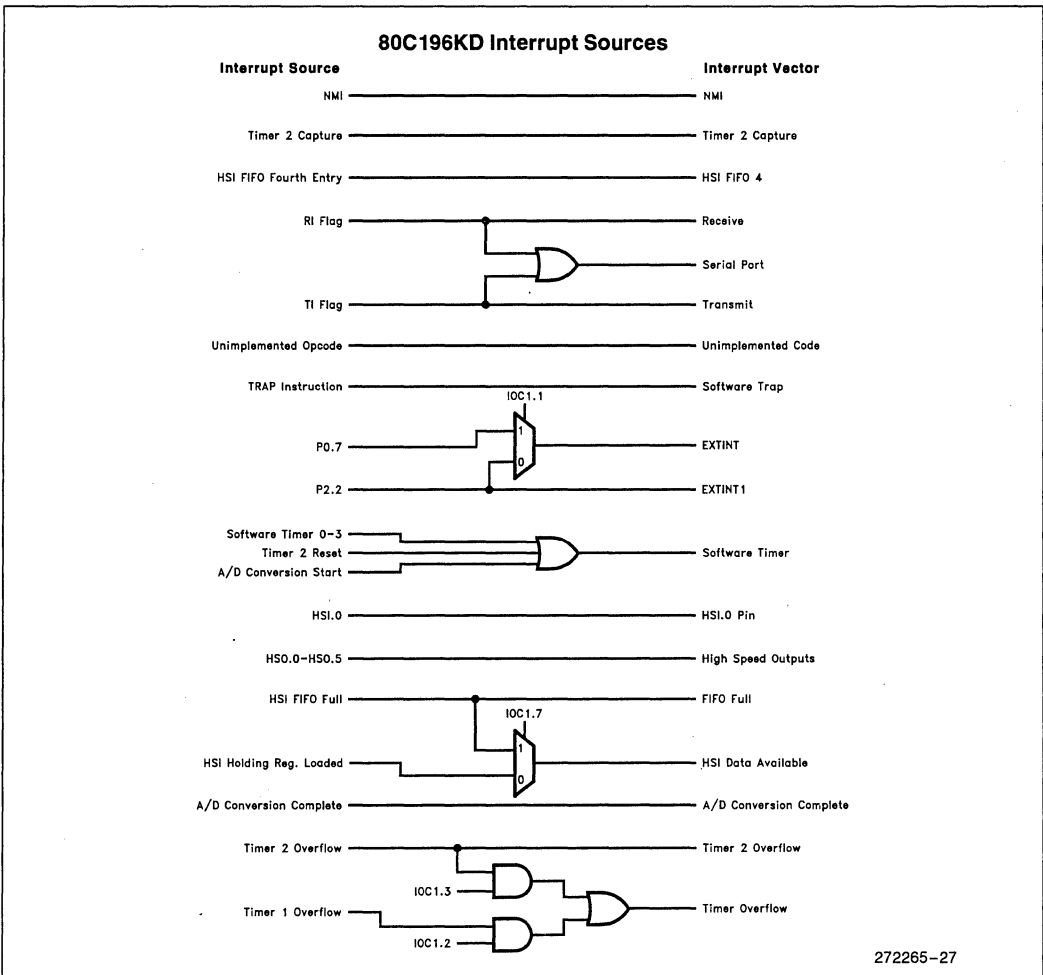 80C196KD Interrupt Sources
Interrupt Source Interrupt Vector
NMI NMI
Timer 2 Capture Timer 2 Capture
HSI FIFO Fourth Entry HSI FIFO 4
RI Flag Receive
Serial Port
TI Flag Transmit
Unimplemented Opcode Unimplemented Code
TRAP Instruction Software Trap
IOC1.1
1
P0.7 EXTINT
0
P2.2 EXTINT1
Software Timer 0-3
Timer 2 Reset Software Timer
A/D Conversion Start
HSI.0 HSI.0 Pin
HS0.0-HS0.5 High Speed Outputs
HSI FIFO Full FIFO Full
IOC1.7
1
HSI Holding Reg. Loaded HSI Data Available
0
A/D Conversion Complete A/D Conversion Complete
Timer 2 Overflow Timer 2 Overflow
IOC1.3
Timer 1 Overflow Timer Overflow
IOC1.2
272265-27